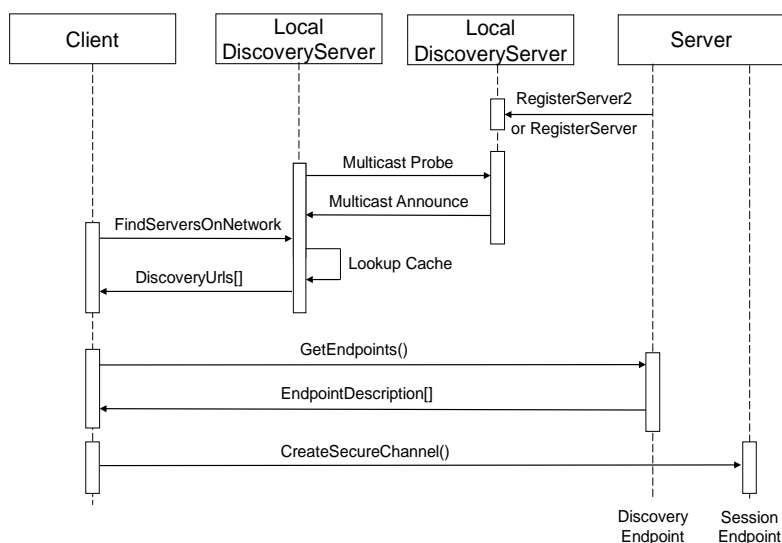 Client
Local
DiscoveryServer
Local
DiscoveryServer
Server
RegisterServer2
or RegisterServer
Multicast Probe
Multicast Announce
FindServersOnNetwork
Lookup Cache
DiscoveryUrls[]
GetEndpoints()
EndpointDescription[]
CreateSecureChannel()
Discovery
Endpoint
Session
Endpoint